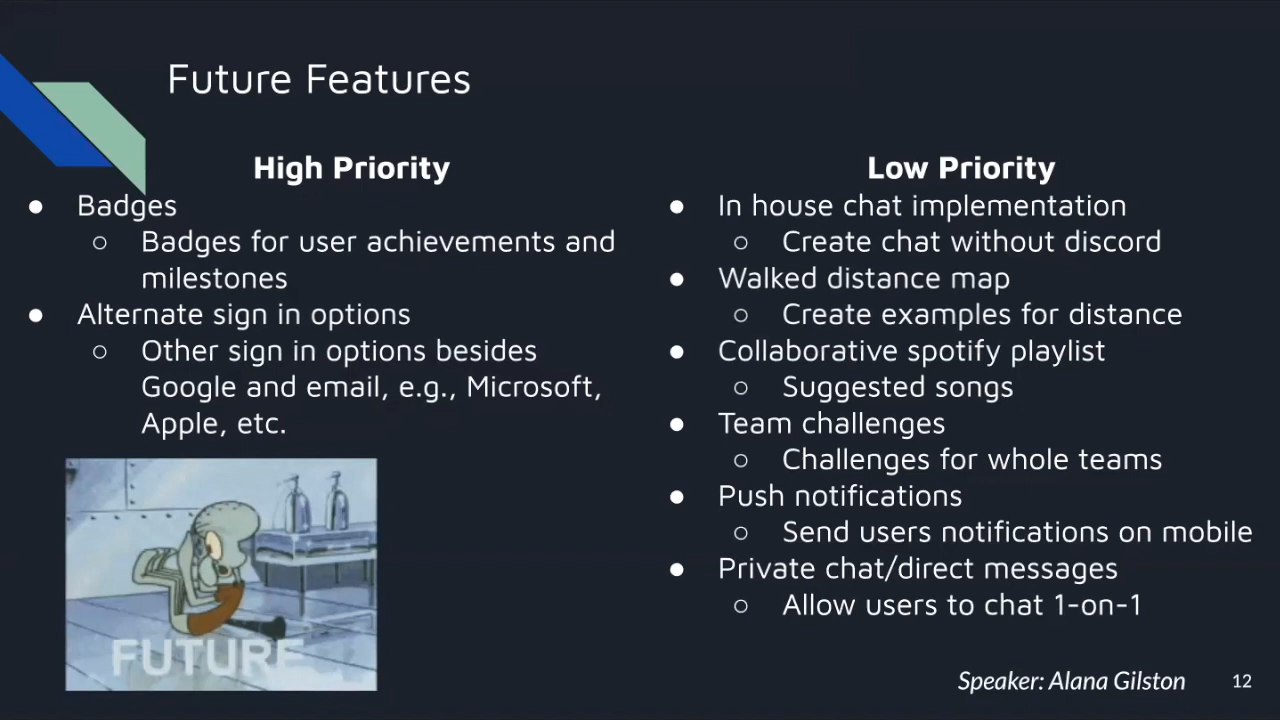 Future Features
High Priority
● Badges
○ Badges for user achievements and
milestones
● Alternate sign in options
○ Other sign in options besides
Google and email, e.g., Microsoft,
Apple, etc.
FUTURE
Low Priority
● In house chat implementation
○ Create chat without discord
● Walked distance map
○ Create examples for distance
● Collaborative spotify playlist
○ Suggested songs
● Team challenges
○ Challenges for whole teams
● Push notifications
○ Send users notifications on mobile
● Private chat/direct messages
○ Allow users to chat 1-on-1
Speaker: Alana Gilston
12